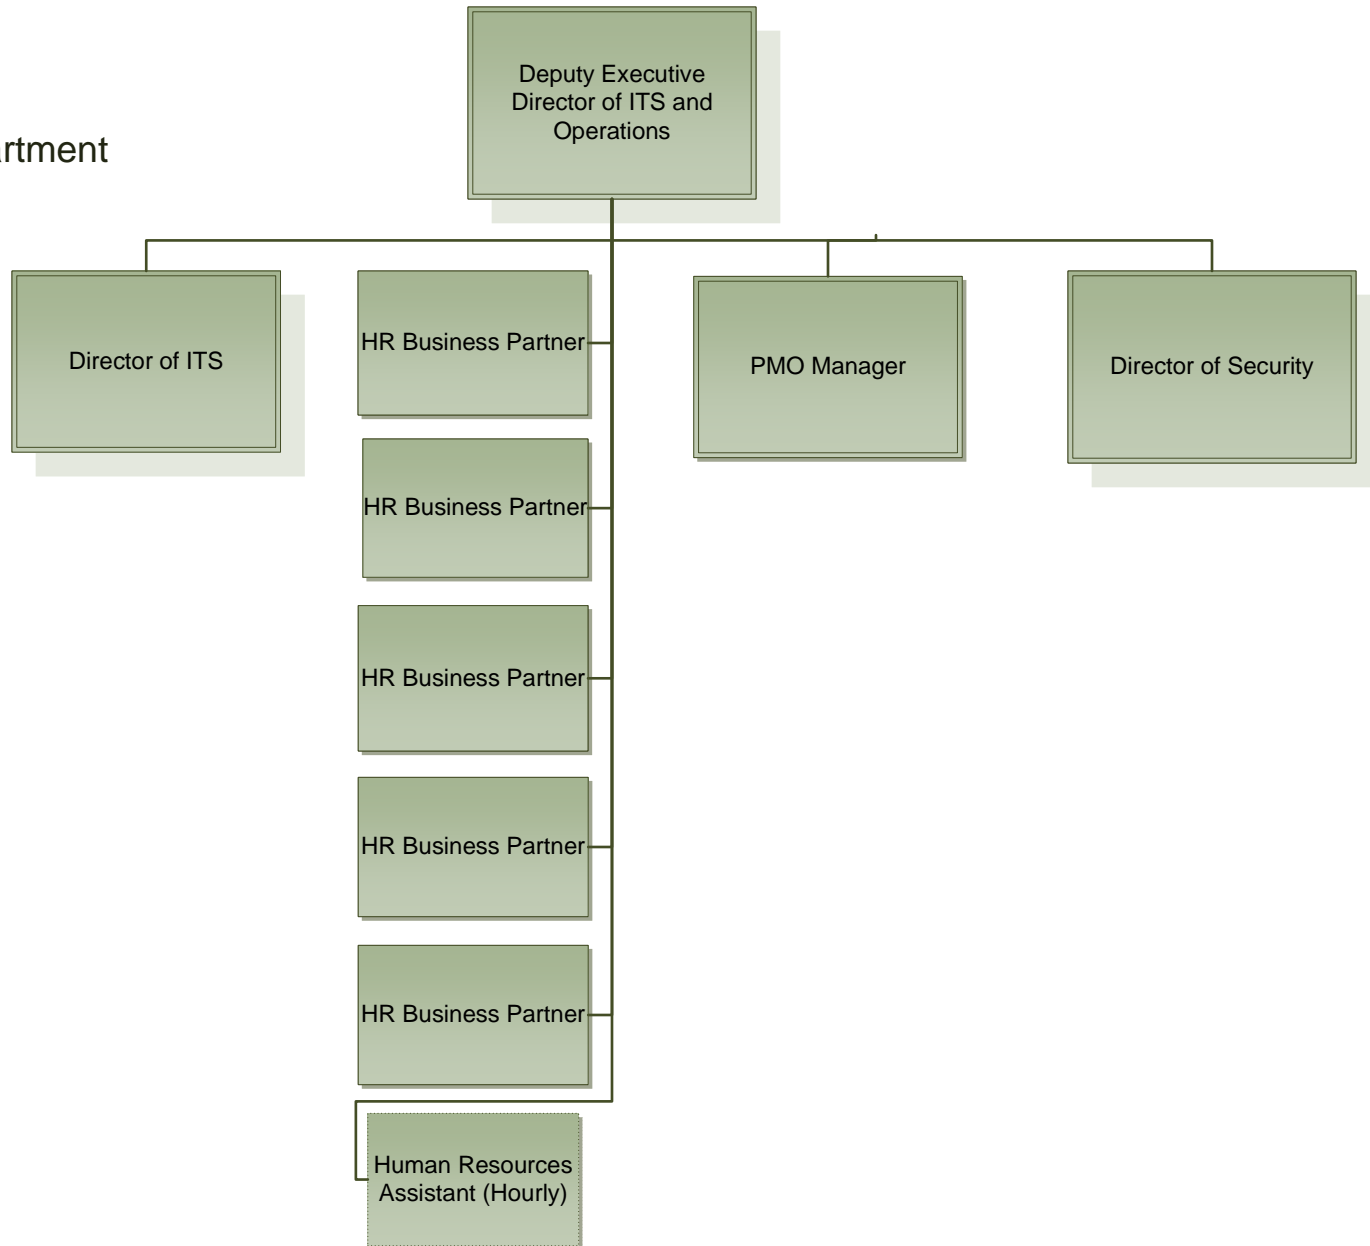 Deputy Executive
Director of ITS and
Operations
artment
Director of ITS
HR Business Partner
PMO Manager
Director of Security
HR Business Partner
HR Business Partner
HR Business Partner
HR Business Partner
Human Resources
Assistant (Hourly)